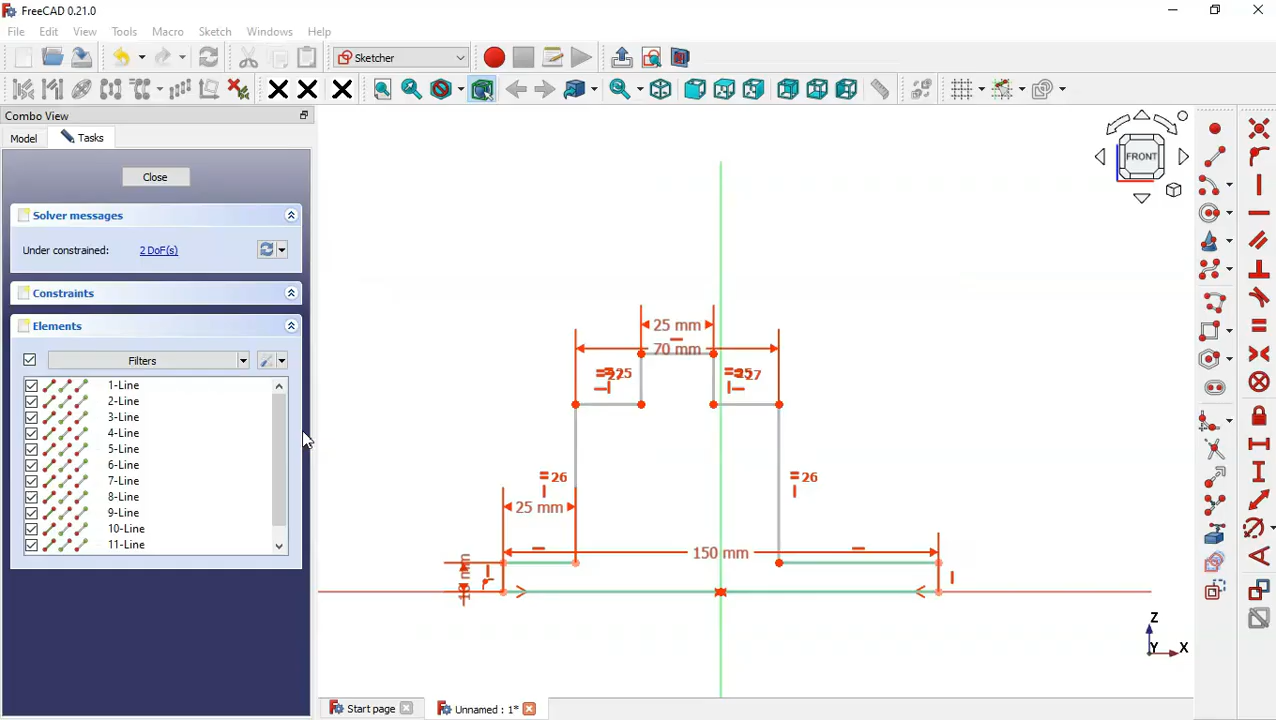 FreeCAD 0.21.0
File Edit View Tools Macro Sketch Windows Help
Sketcher
Combo View
Model Tasks
Close
Solver messages
Under constrained: 2 DoF(s)
Constraints
Elements
Filters
1-Line
2-Line
3-Line
4-Line
5-Line
6-Line
7-Line
8-Line
9-Line
10-Line
11-Line
FRONT
25 mm
70 mm
26
26
25 mm
150 mm
Z
Y X
Start page Unnamed : 1*